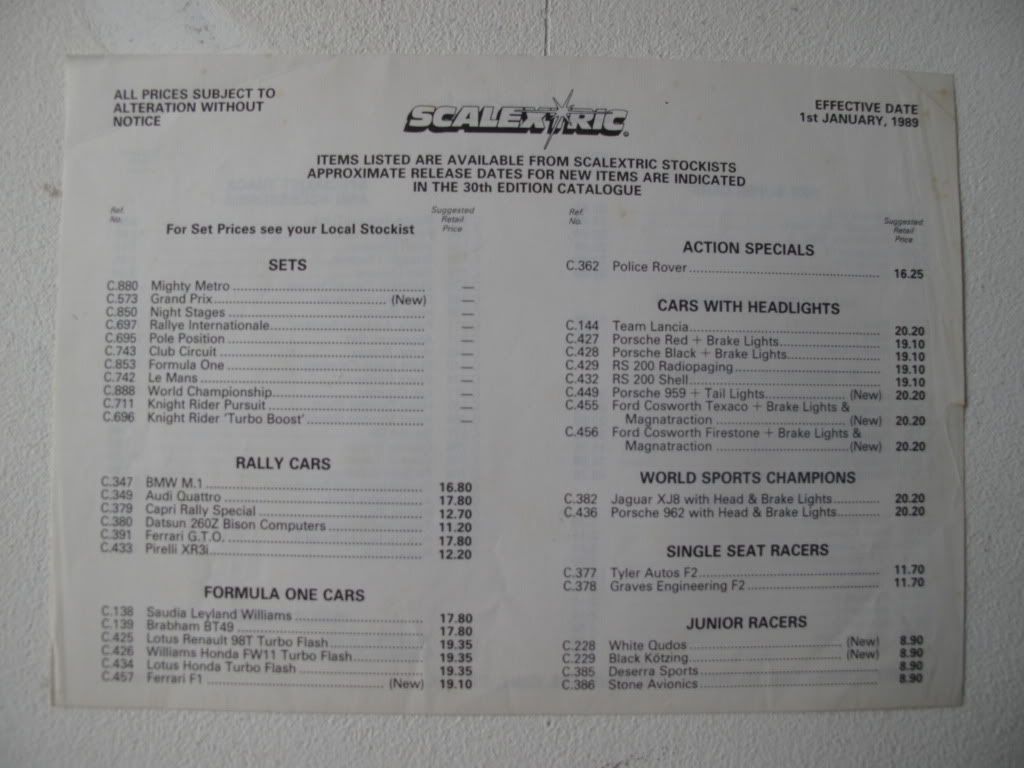 ALL PRICES SUBJECT TO
ALTERATION WITHOUT
NOTICE
SCALEXTRIC®
EFFECTIVE DATE
1st JANUARY, 1989
ITEMS LISTED ARE AVAILABLE FROM SCALEXTRIC STOCKISTS
APPROXIMATE RELEASE DATES FOR NEW ITEMS ARE INDICATED
IN THE 30th EDITION CATALOGUE
Ref.
No.
Suggested
Retail
Price
For Set Prices see your Local Stockist
SETS
C.880 Mighty Metro —
C.573 Grand Prix (New) —
C.850 Night Stages —
C.697 Rallye Internationale —
C.695 Pole Position —
C.743 Club Circuit —
C.853 Formula One —
C.742 Le Mans —
C.888 World Championship —
C.711 Knight Rider Pursuit —
C.696 Knight Rider 'Turbo Boost' —
RALLY CARS
C.347 BMW M.1 16.80
C.349 Audi Quattro 17.80
C.379 Capri Rally Special 12.70
C.380 Datsun 260Z Bison Computers 11.20
C.391 Ferrari G.T.O. 17.80
C.433 Pirelli XR3i 12.20
FORMULA ONE CARS
C.138 Saudia Leyland Williams 17.80
C.139 Brabham BT49 17.80
C.425 Lotus Renault 98T Turbo Flash 19.35
C.426 Williams Honda FW11 Turbo Flash 19.35
C.434 Lotus Honda Turbo Flash 19.35
C.457 Ferrari F1 (New) 19.10
Ref.
No.
Suggested
Retail
Price
ACTION SPECIALS
C.362 Police Rover 16.25
CARS WITH HEADLIGHTS
C.144 Team Lancia 20.20
C.427 Porsche Red + Brake Lights 19.10
C.428 Porsche Black + Brake Lights 19.10
C.429 RS 200 Radiopaging 19.10
C.432 RS 200 Shell 19.10
C.449 Porsche 959 + Tail Lights (New) 20.20
C.455 Ford Cosworth Texaco + Brake Lights &
Magnatraction (New) 20.20
C.456 Ford Cosworth Firestone + Brake Lights &
Magnatraction (New) 20.20
WORLD SPORTS CHAMPIONS
C.382 Jaguar XJ8 with Head & Brake Lights 20.20
C.436 Porsche 962 with Head & Brake Lights 20.20
SINGLE SEAT RACERS
C.377 Tyler Autos F2 11.70
C.378 Graves Engineering F2 11.70
JUNIOR RACERS
C.228 White Qudos (New) 8.90
C.229 Black Kötzing (New) 8.90
C.385 Deserra Sports 8.90
C.386 Stone Avionics 8.90